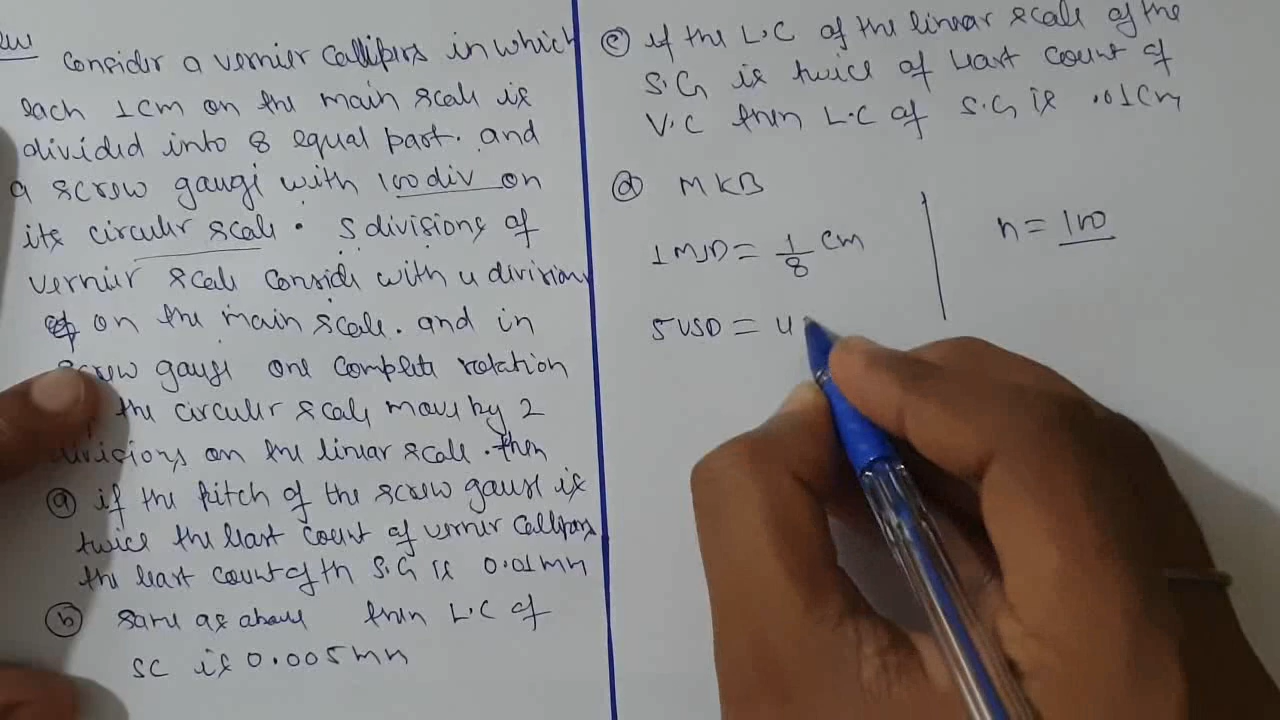 Consider a vernier callipers in which
each 1cm on the main scale is
divided into 8 equal part. and
a screw gauge with 100 div on
its circular scale. 5 divisions of
vernier scale conside with 4 divisions
on the main scale. and in
screw gauge one complete rotation
the circular scale move by 2
divisions on the linear scale. then
(a) if the pitch of the screw gause is
twice the least count of verner callipers
the least count of th S.G is 0.01mm
(b) same as above then L.C of
SC is 0.005mm
(c) if the L.C of the linear scale of the
S.G is twice of least count of
V.C then L.C of S.G is .01cm
(d) MKB
1MSD = 1/8 cm
5VSD = 4
n = 100